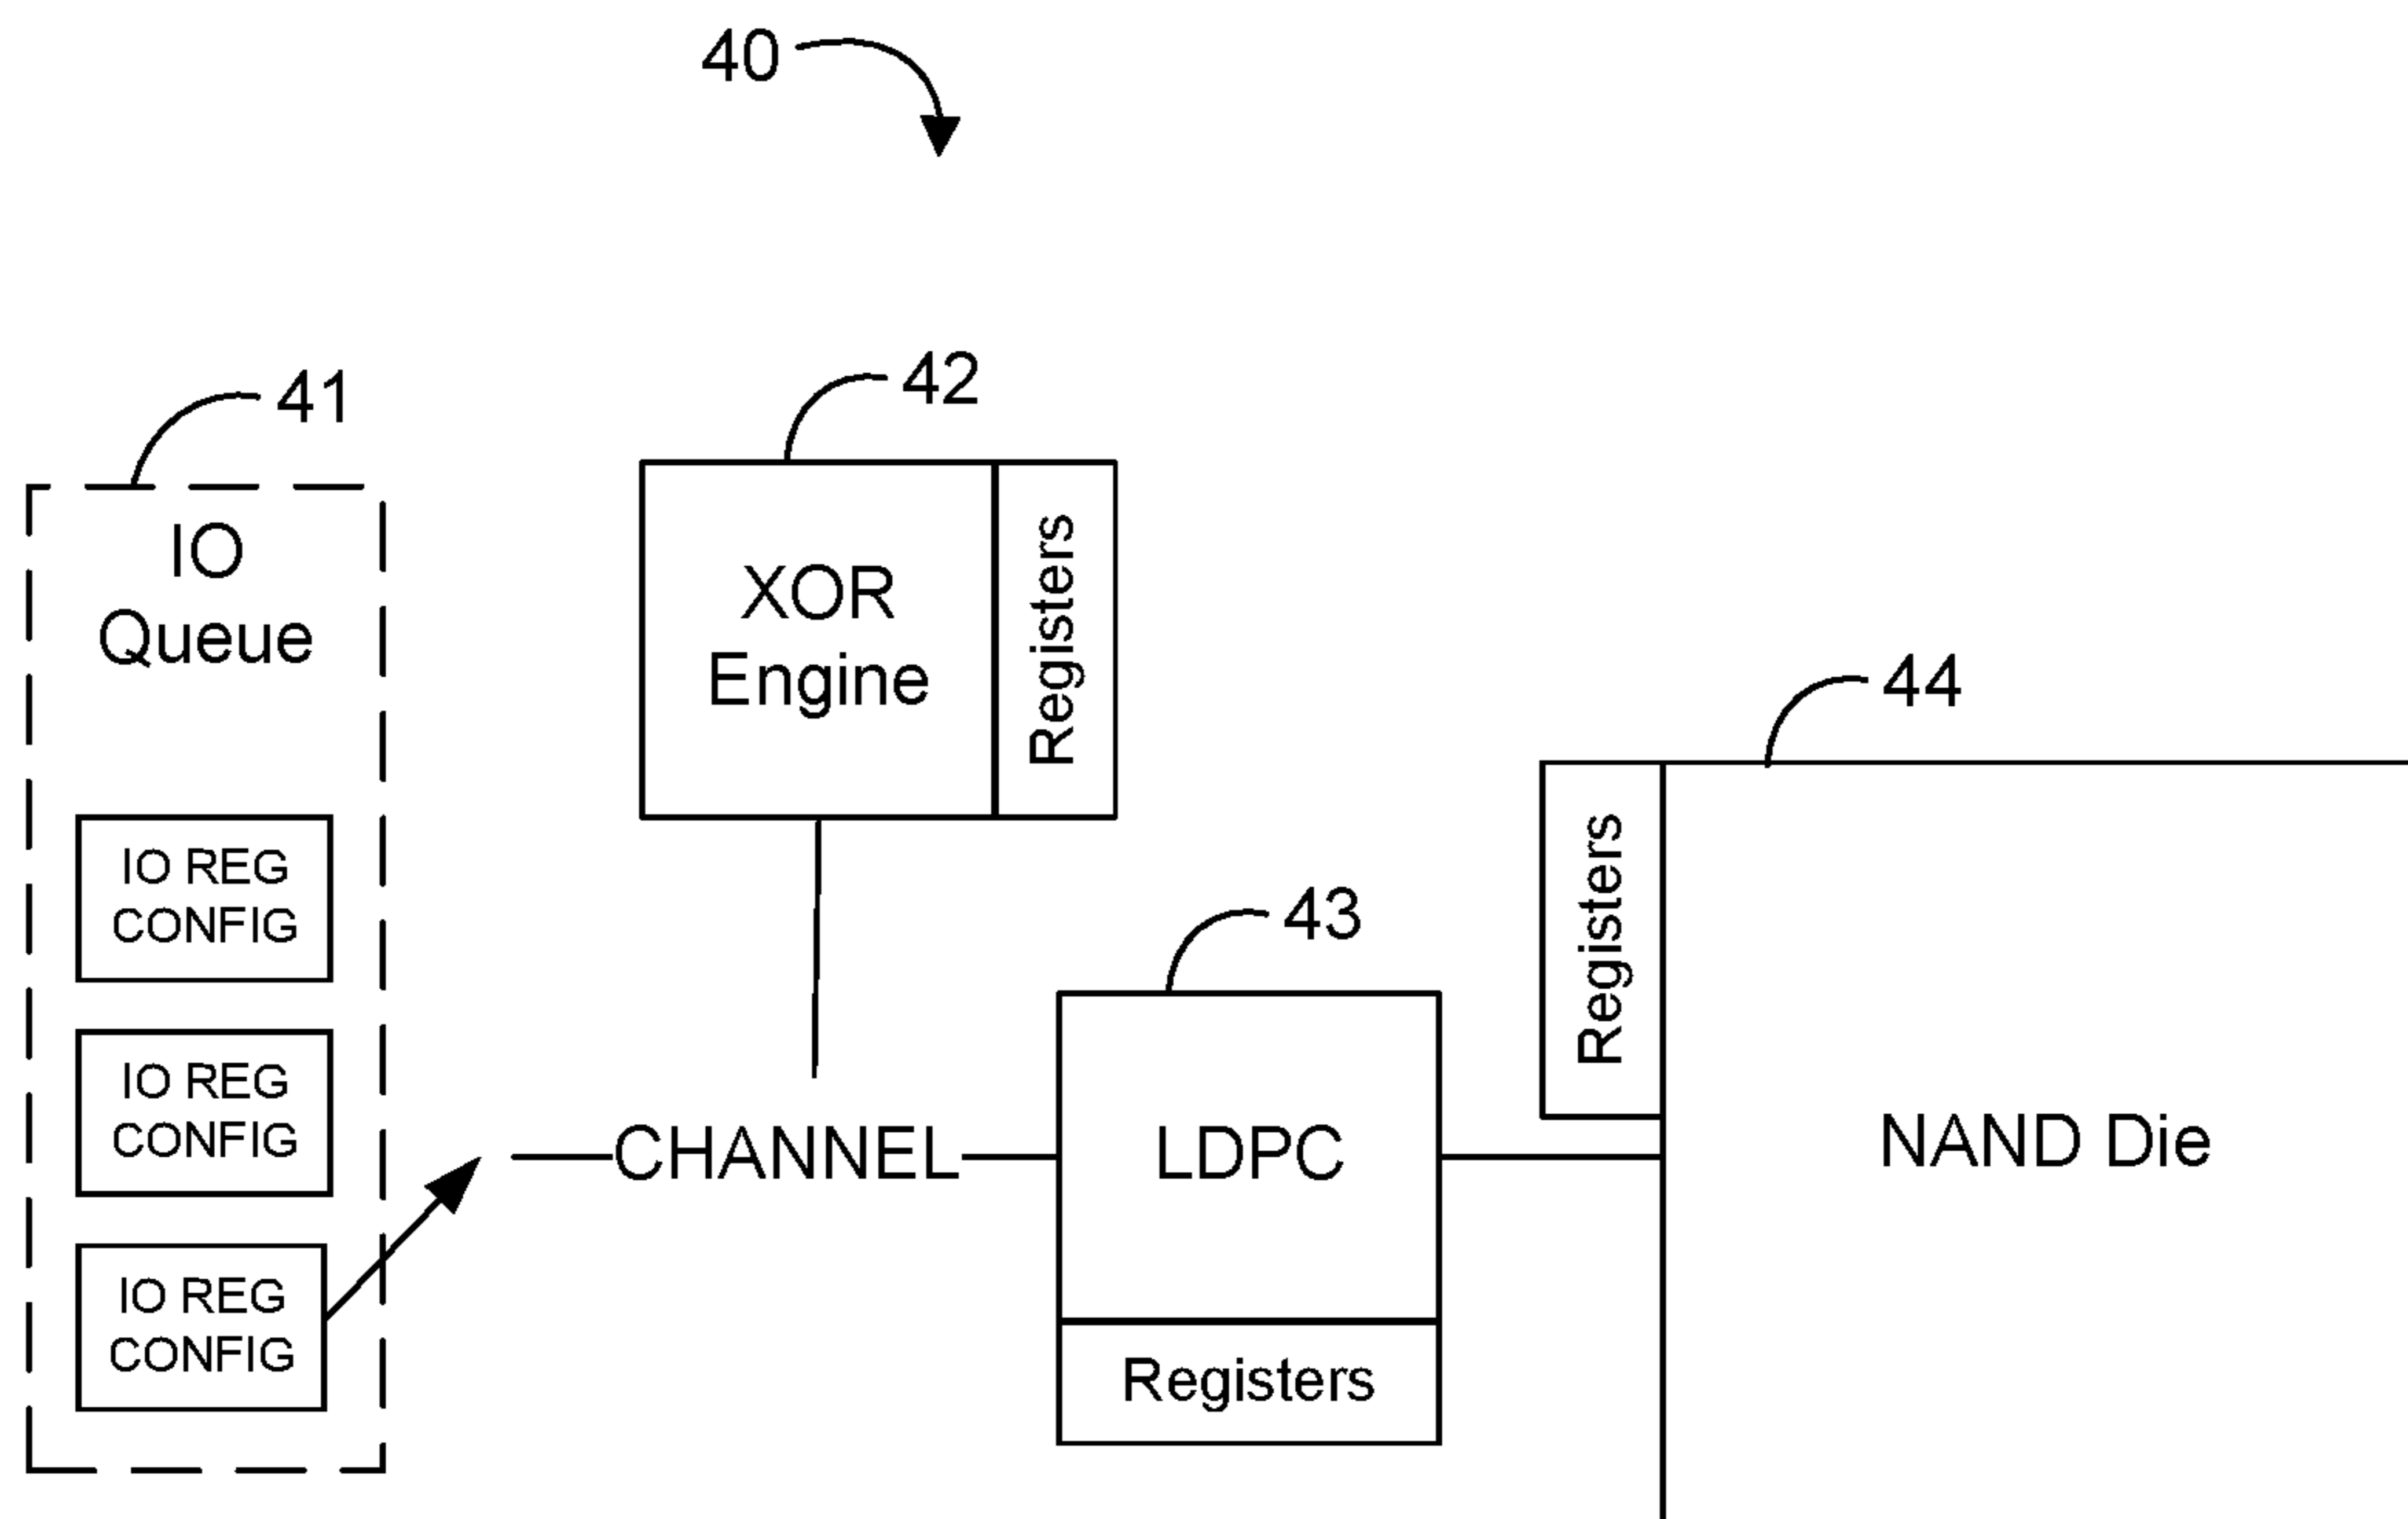 40
41
IO
Queue
IO REG
CONFIG
IO REG
CONFIG
IO REG
CONFIG
42
XOR
Engine
Registers
CHANNEL
43
LDPC
Registers
44
Registers
NAND Die